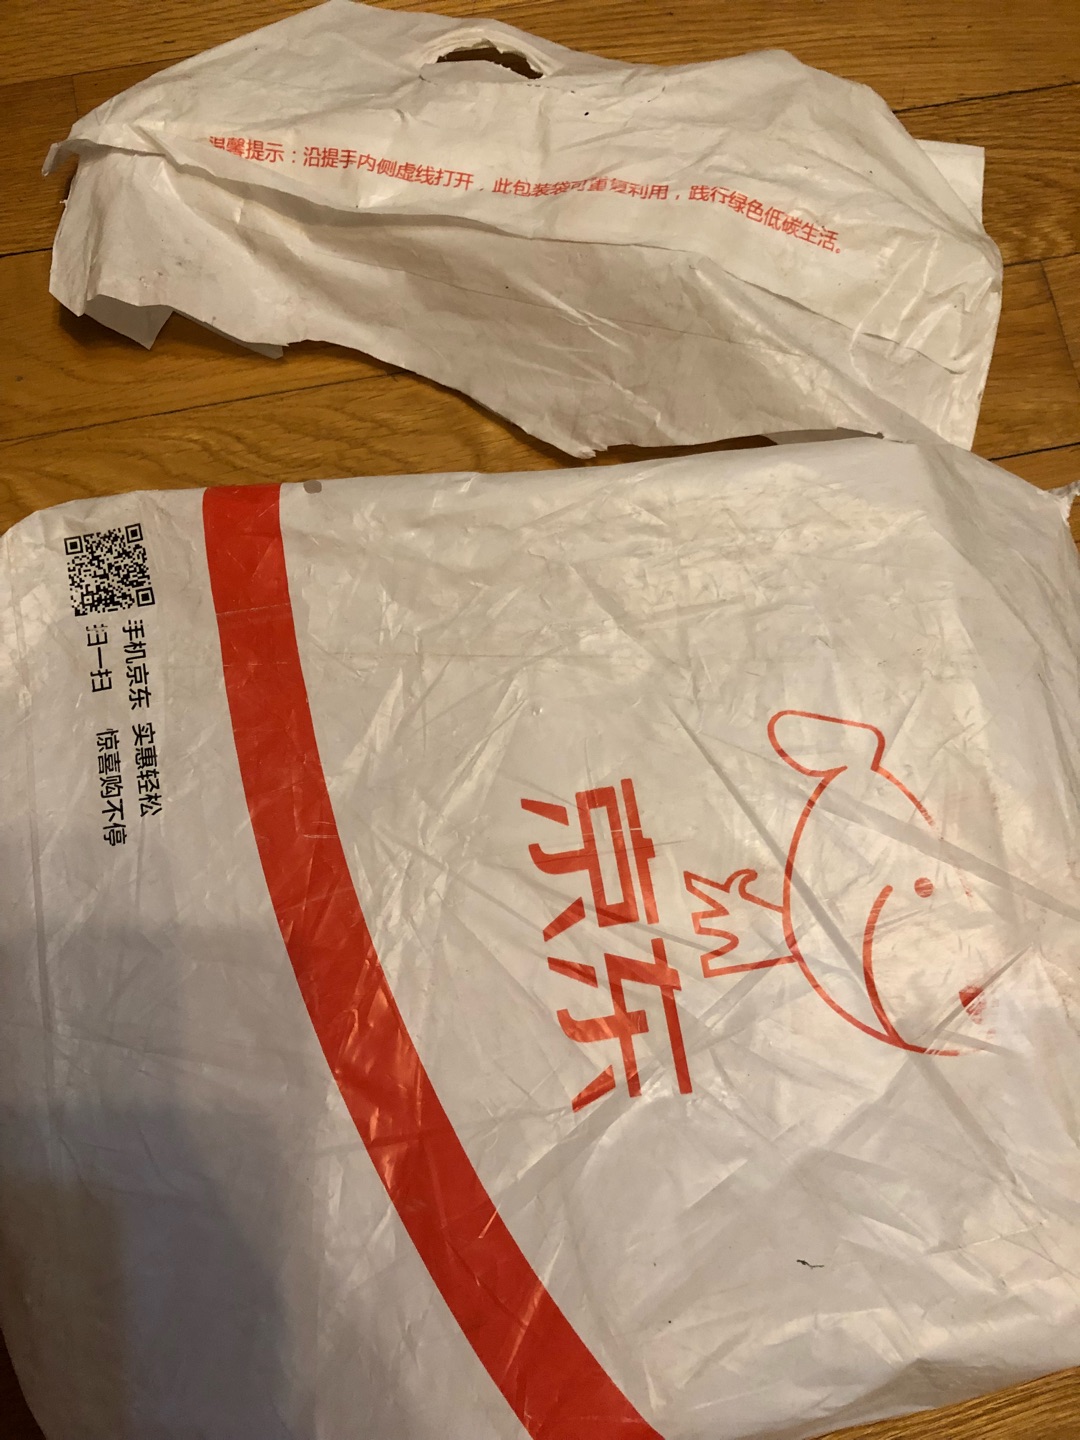 温馨提示：沿提手内侧虚线打开，此包装袋可重复利用，践行绿色低碳生活。
手机京东 实惠轻松
扫一扫 惊喜购不停
京东